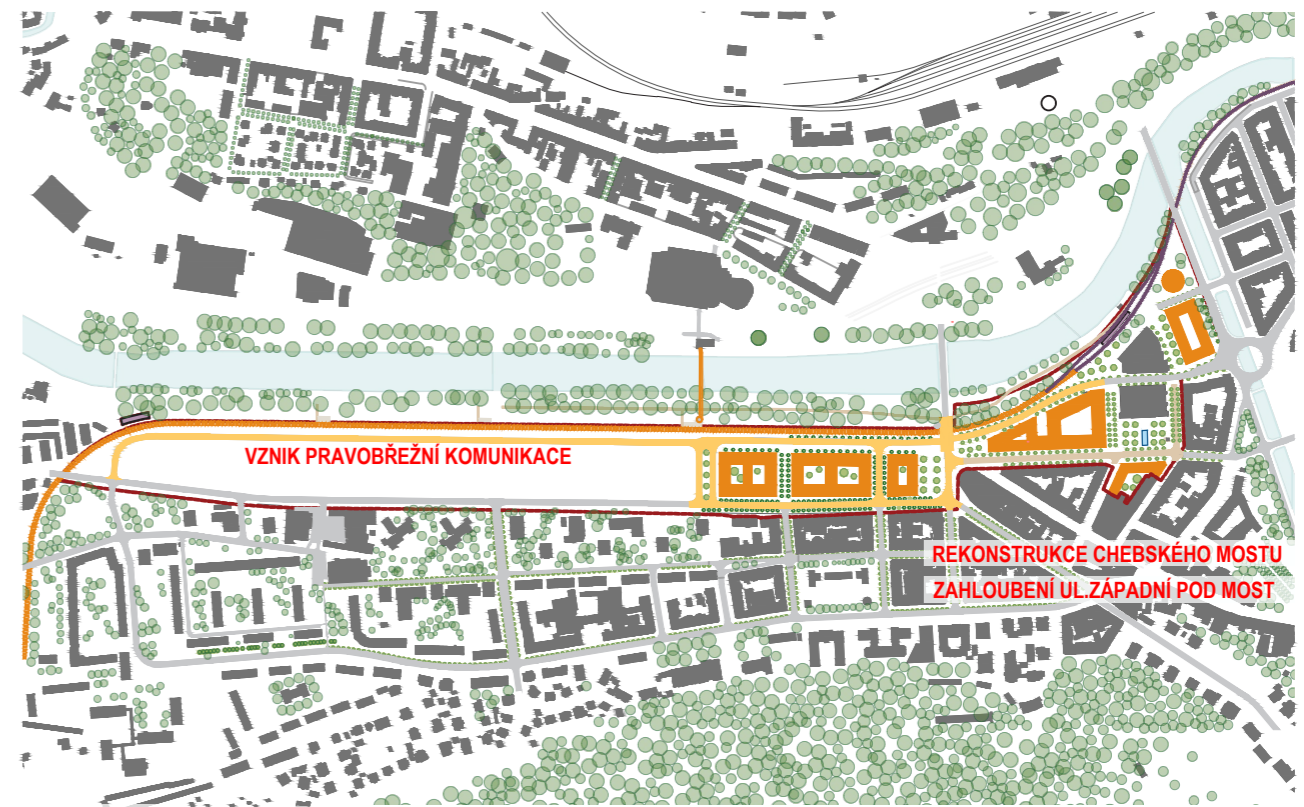 VZNIK PRAVOBŘEŽNÍ KOMUNIKACE
REKONSTRUKCE CHEBSKÉHO MOSTU
ZAHLOUBENÍ UL.ZÁPADNÍ POD MOST